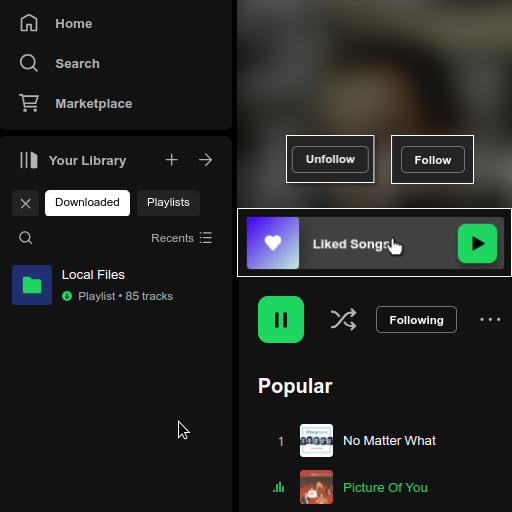 Home
Search
Marketplace
Your Library
Downloaded
Playlists
Recents
Local Files
Playlist • 85 tracks
Unfollow
Follow
Liked Songs
Following
Popular
1
No Matter What
Picture Of You